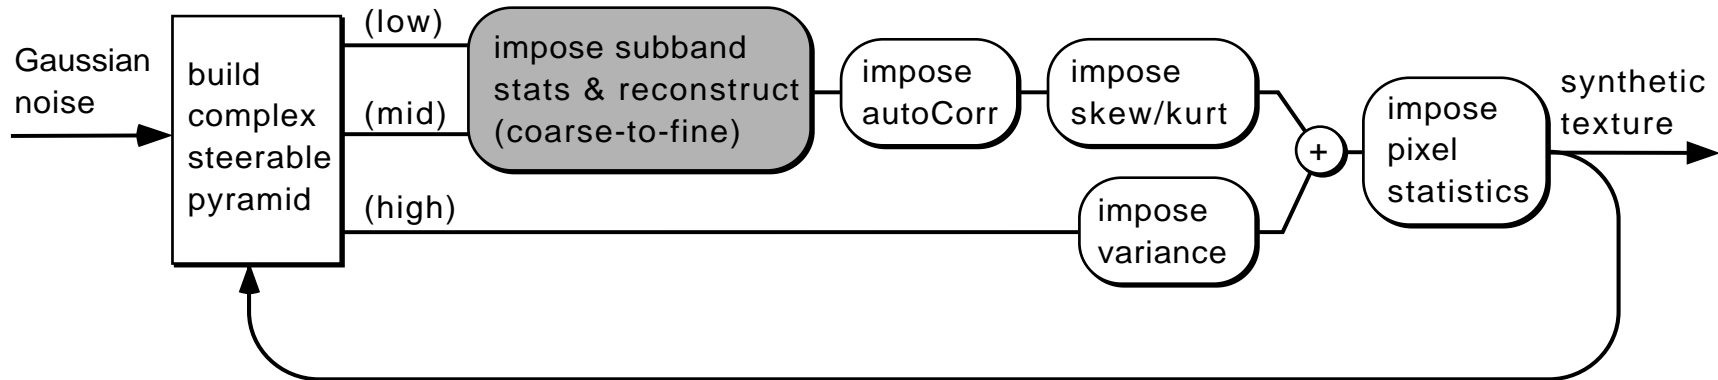 Gaussian
noise
build
complex
steerable
pyramid
(low)
(mid)
(high)
impose subband
stats & reconstruct
(coarse-to-fine)
impose
autoCorr
impose
skew/kurt
impose
variance
+
impose
pixel
statistics
synthetic
texture